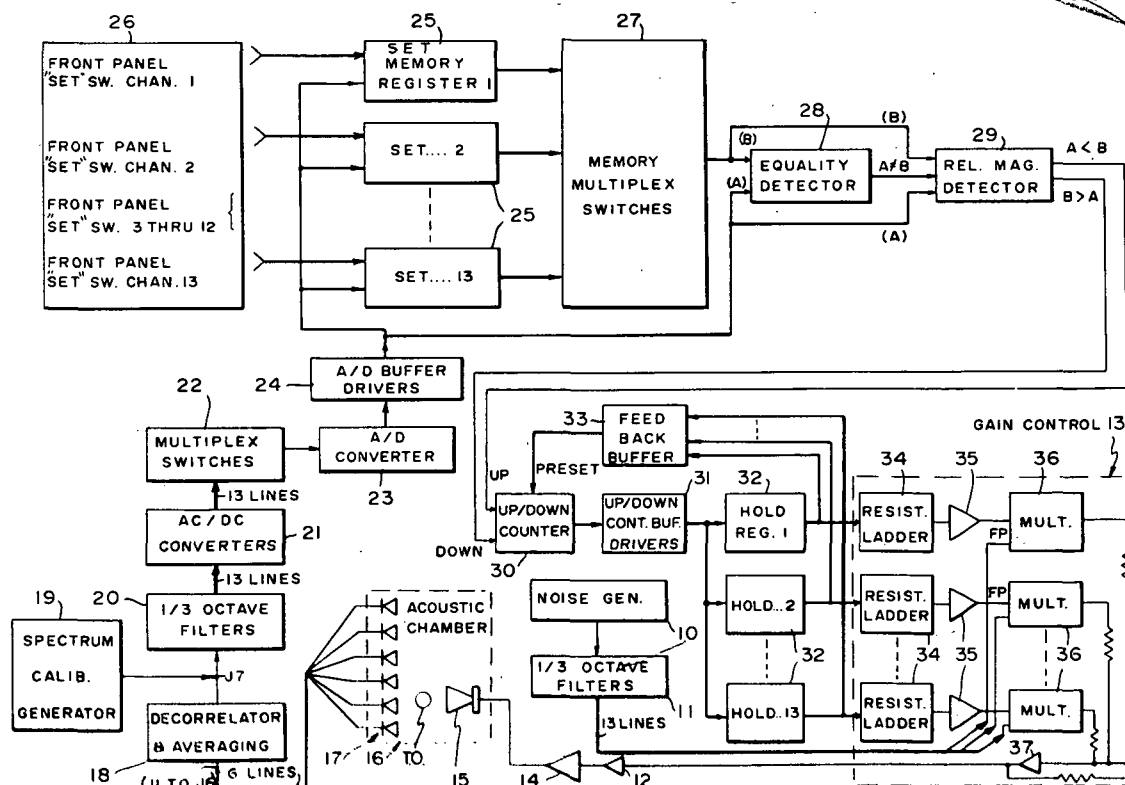 26
FRONT PANEL
"SET" SW. CHAN. 1
FRONT PANEL
"SET" SW. CHAN. 2
FRONT PANEL
"SET" SW. 3 THRU 12
FRONT PANEL
"SET" SW. CHAN. 13
25
SET
MEMORY
REGISTER 1
SET.... 2
25
SET.... 13
27
MEMORY
MULTIPLEX
SWITCHES
(B)
(B)
28
EQUALITY
DETECTOR
(A)
A≠B
(A)
29
REL. MAG.
DETECTOR
A < B
B > A
24
A/D BUFFER
DRIVERS
22
MULTIPLEX
SWITCHES
A/D
CONVERTER
23
13 LINES
AC/DC
CONVERTERS
21
13 LINES
20
1/3 OCTAVE
FILTERS
19
SPECTRUM
CALIB.
GENERATOR
J7
DECORRELATOR
& AVERAGING
18
6 LINES
33
FEED
BACK
BUFFER
PRESET
UP
UP/DOWN
COUNTER
DOWN
30
31
UP/DOWN
CONT. BUF.
DRIVERS
32
HOLD
REG. 1
HOLD...2
32
HOLD..13
GAIN CONTROL 13
34
RESIST.
LADDER
35
36
MULT.
FP
RESIST.
LADDER
35
FP
MULT.
34
36
RESIST.
LADDER
35
MULT.
37
NOISE GEN.
10
1/3 OCTAVE
FILTERS
11
13 LINES
ACOUSTIC
CHAMBER
17
16
T.O.
15
14
12